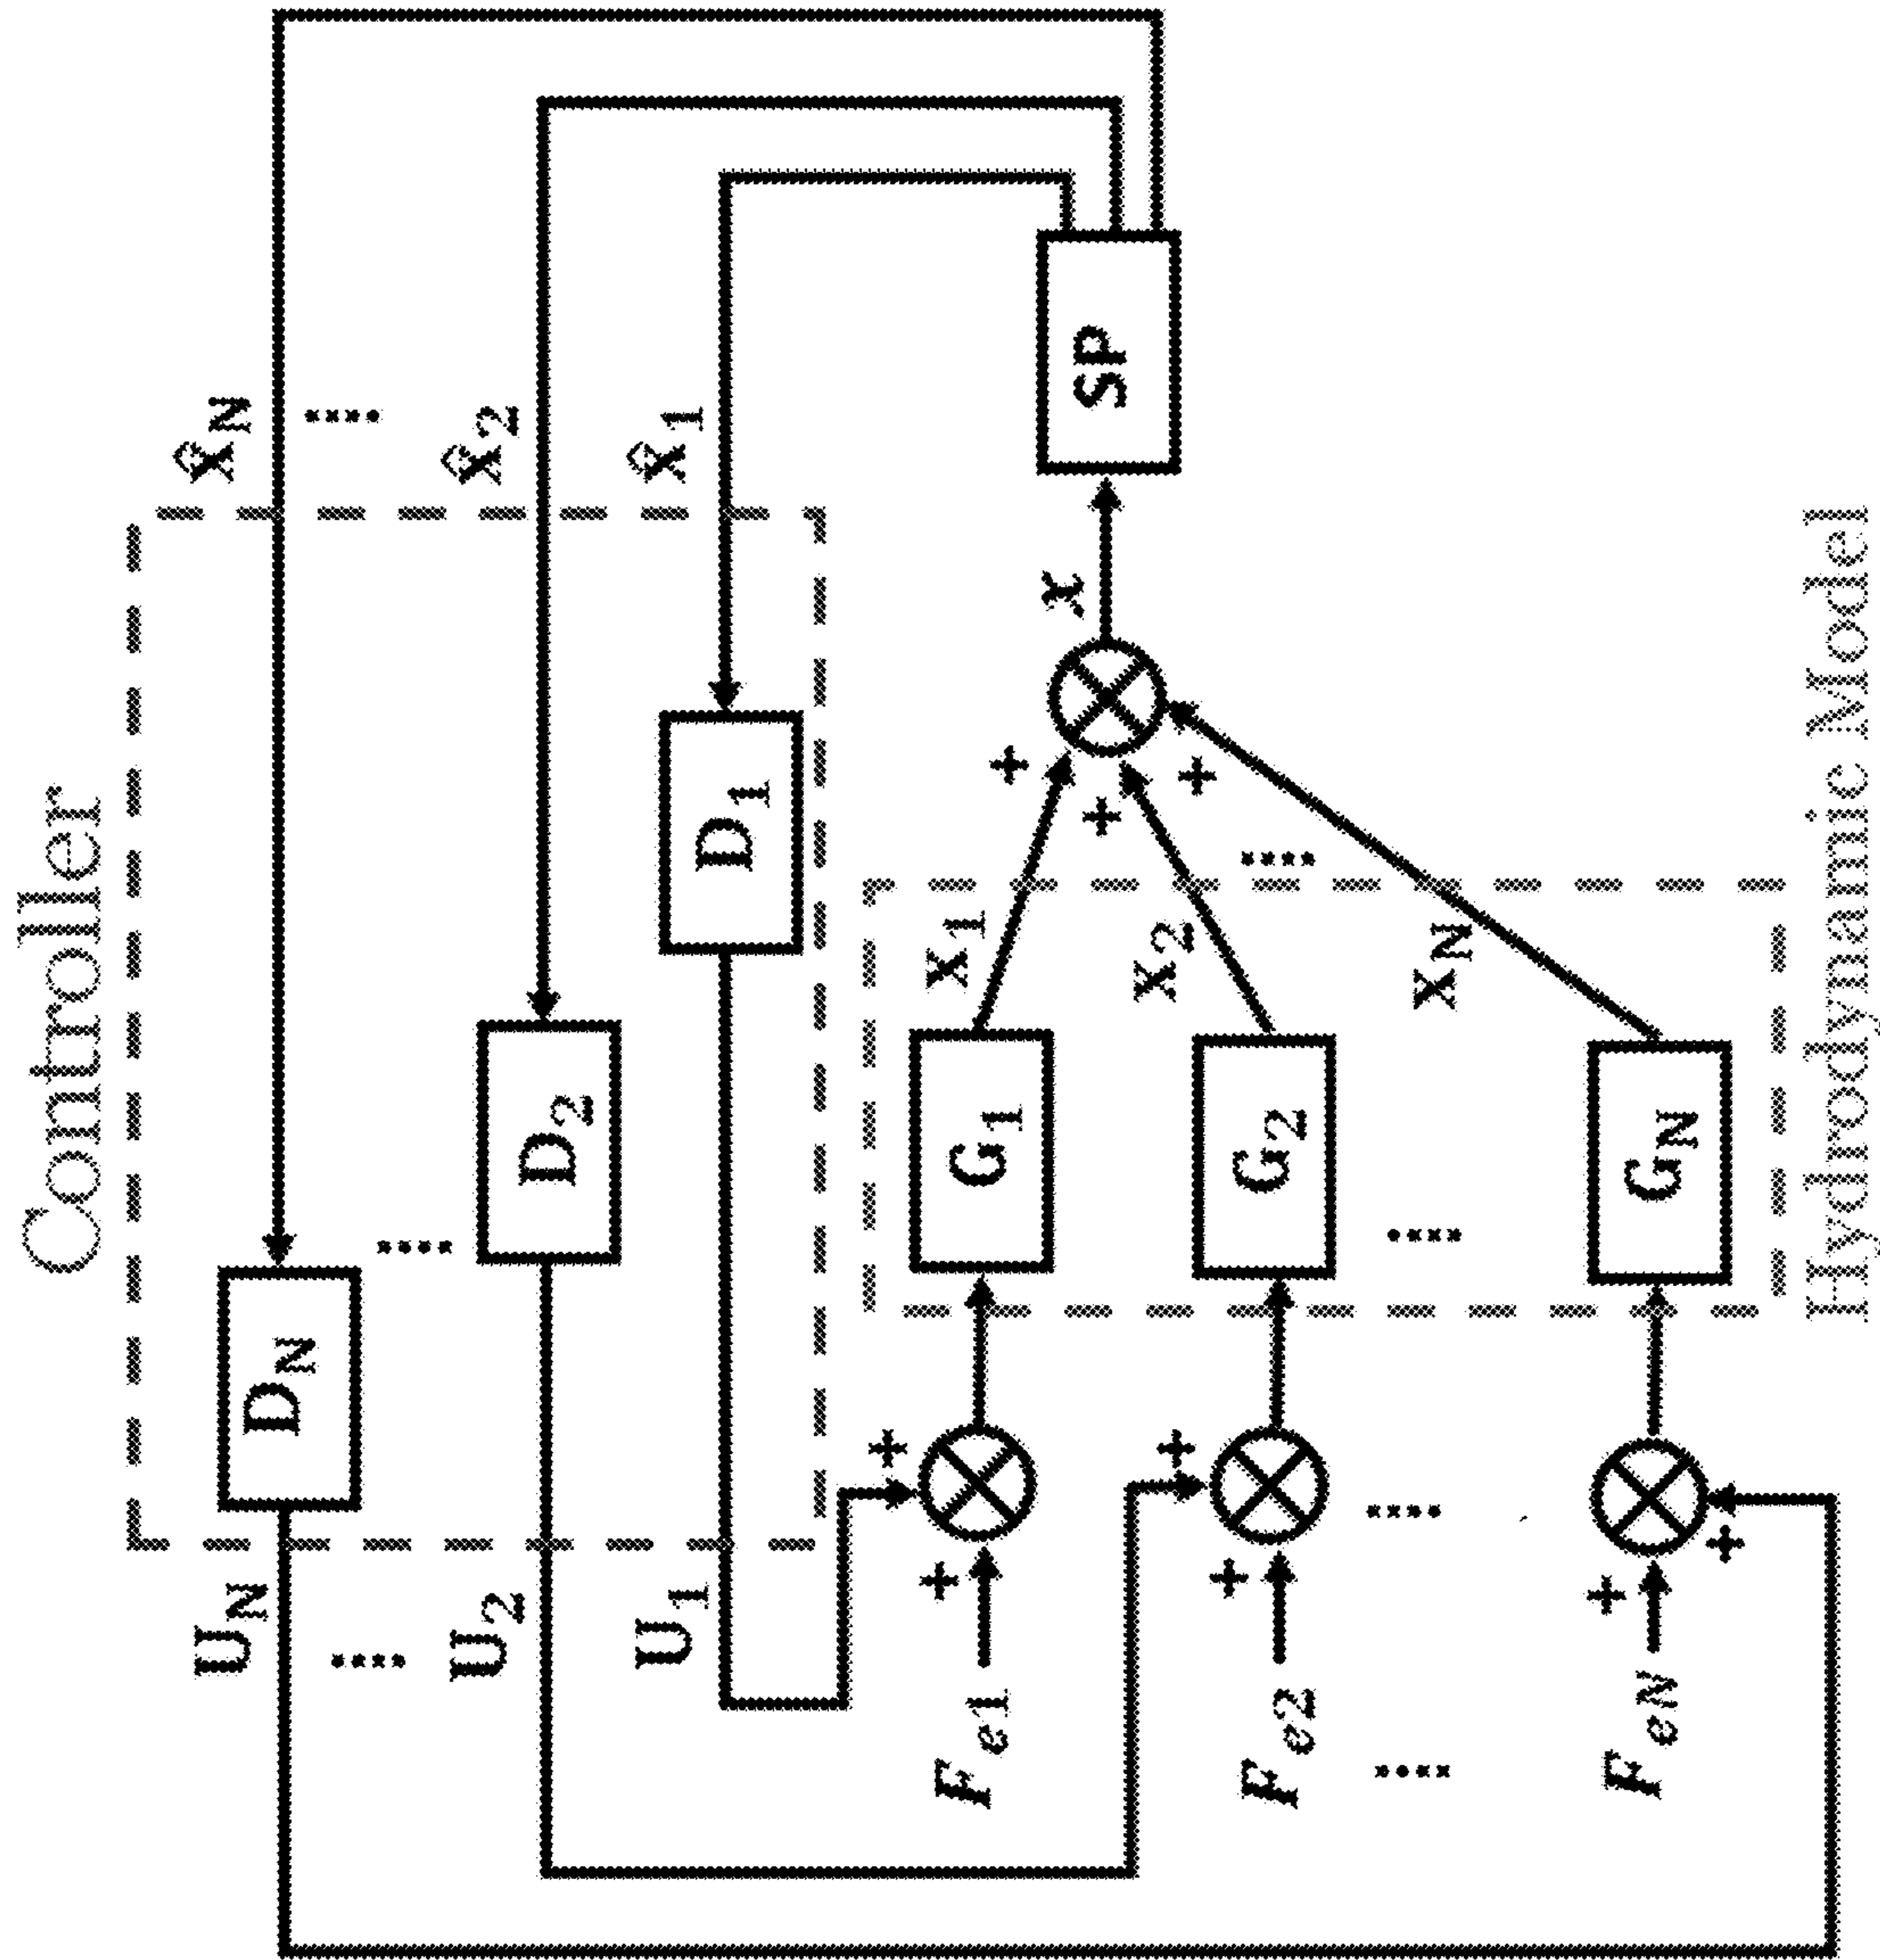 Controller
X̂N
X̂2
X̂1
....
DN
D2
D1
....
UN
U2
U1
....
SP
x
+
+
+
X1
X2
XN
....
G1
G2
GN
....
Hydrodynamic Model
+
+
+
+
+
+
....
Fe1
Fe2
FeN
....